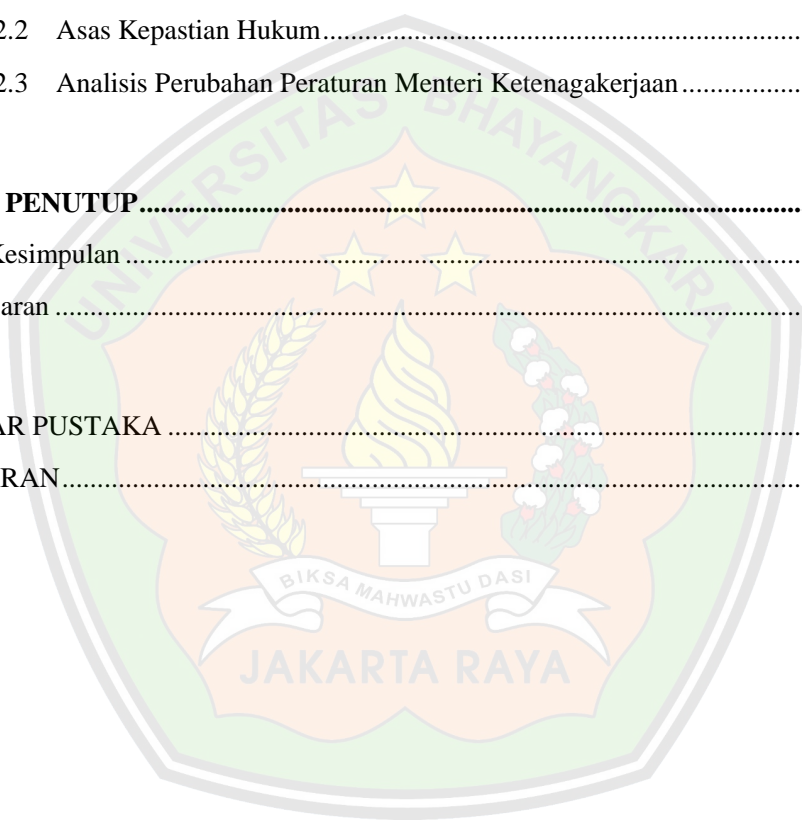 2.2 Asas Kepastian Hukum................................................................
2.3 Analisis Perubahan Peraturan Menteri Ketenagakerjaan................
PENUTUP................................................................................
Kesimpulan................................................................................
aran................................................................................
AR PUSTAKA................................................................................
RAN................................................................................
UNIVERSITAS BHAYANGKARA
BIKSA MAHWASTU DASI
JAKARTA RAYA